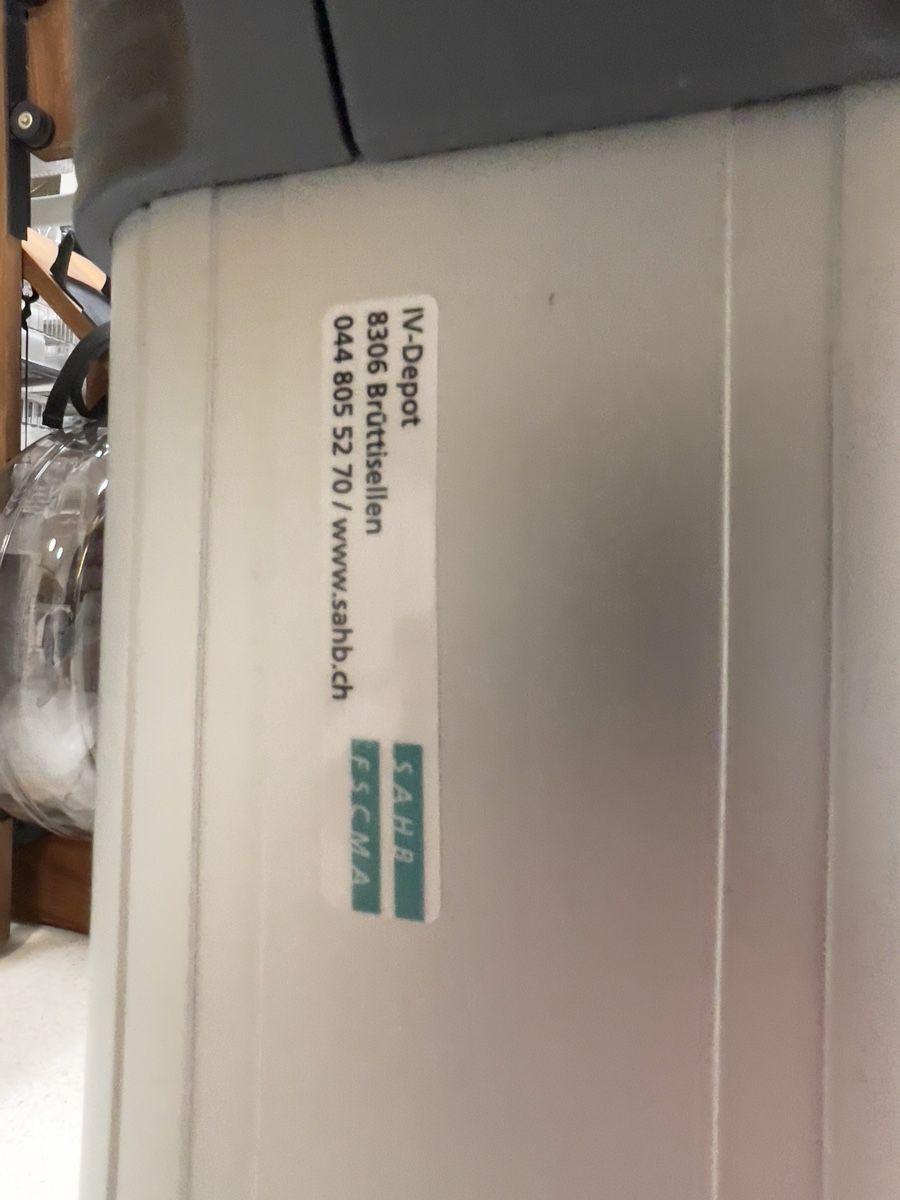 IV-Depot
8306 Brüttisellen
044 805 52 70 / www.sahb.ch
SAHB
FSCMA